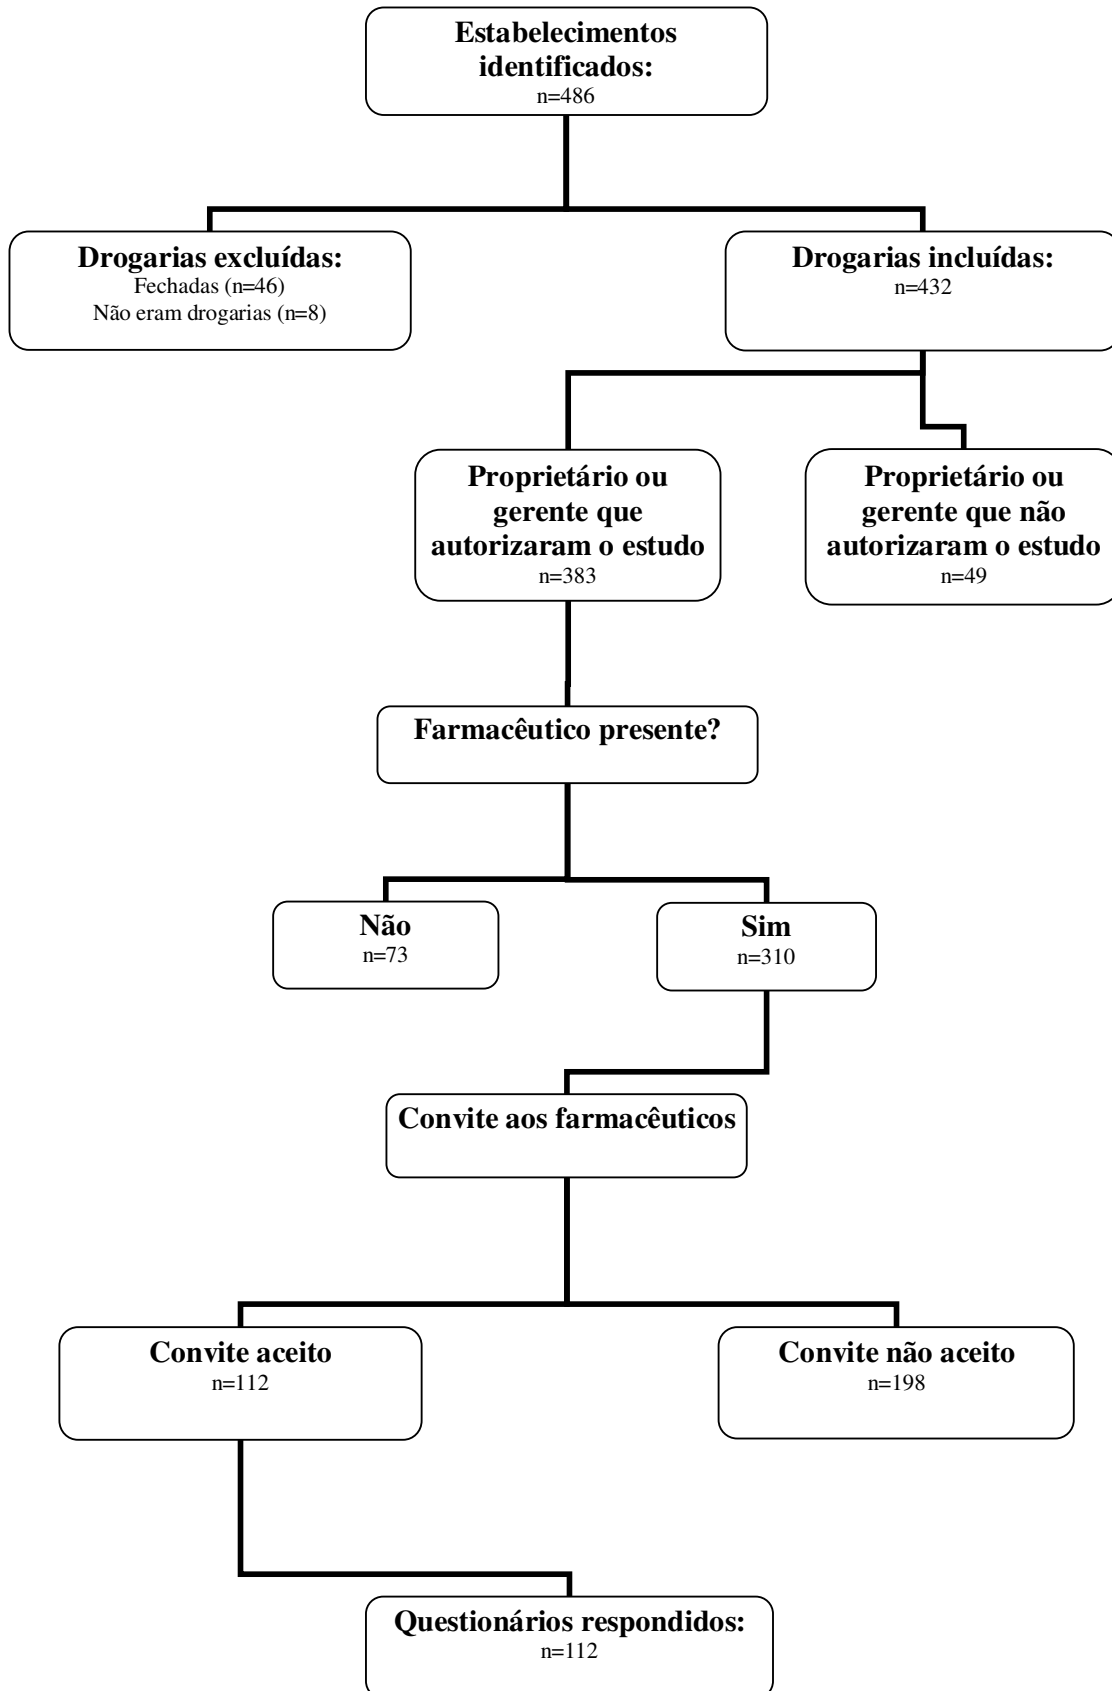 Estabelecimentos
identificados:
n=486
Drogarias excluídas:
Fechadas (n=46)
Não eram drogarias (n=8)
Drogarias incluídas:
n=432
Proprietário ou
gerente que
autorizaram o estudo
n=383
Proprietário ou
gerente que não
autorizaram o estudo
n=49
Farmacêutico presente?
Não
n=73
Sim
n=310
Convite aos farmacêuticos
Convite aceito
n=112
Convite não aceito
n=198
Questionários respondidos:
n=112